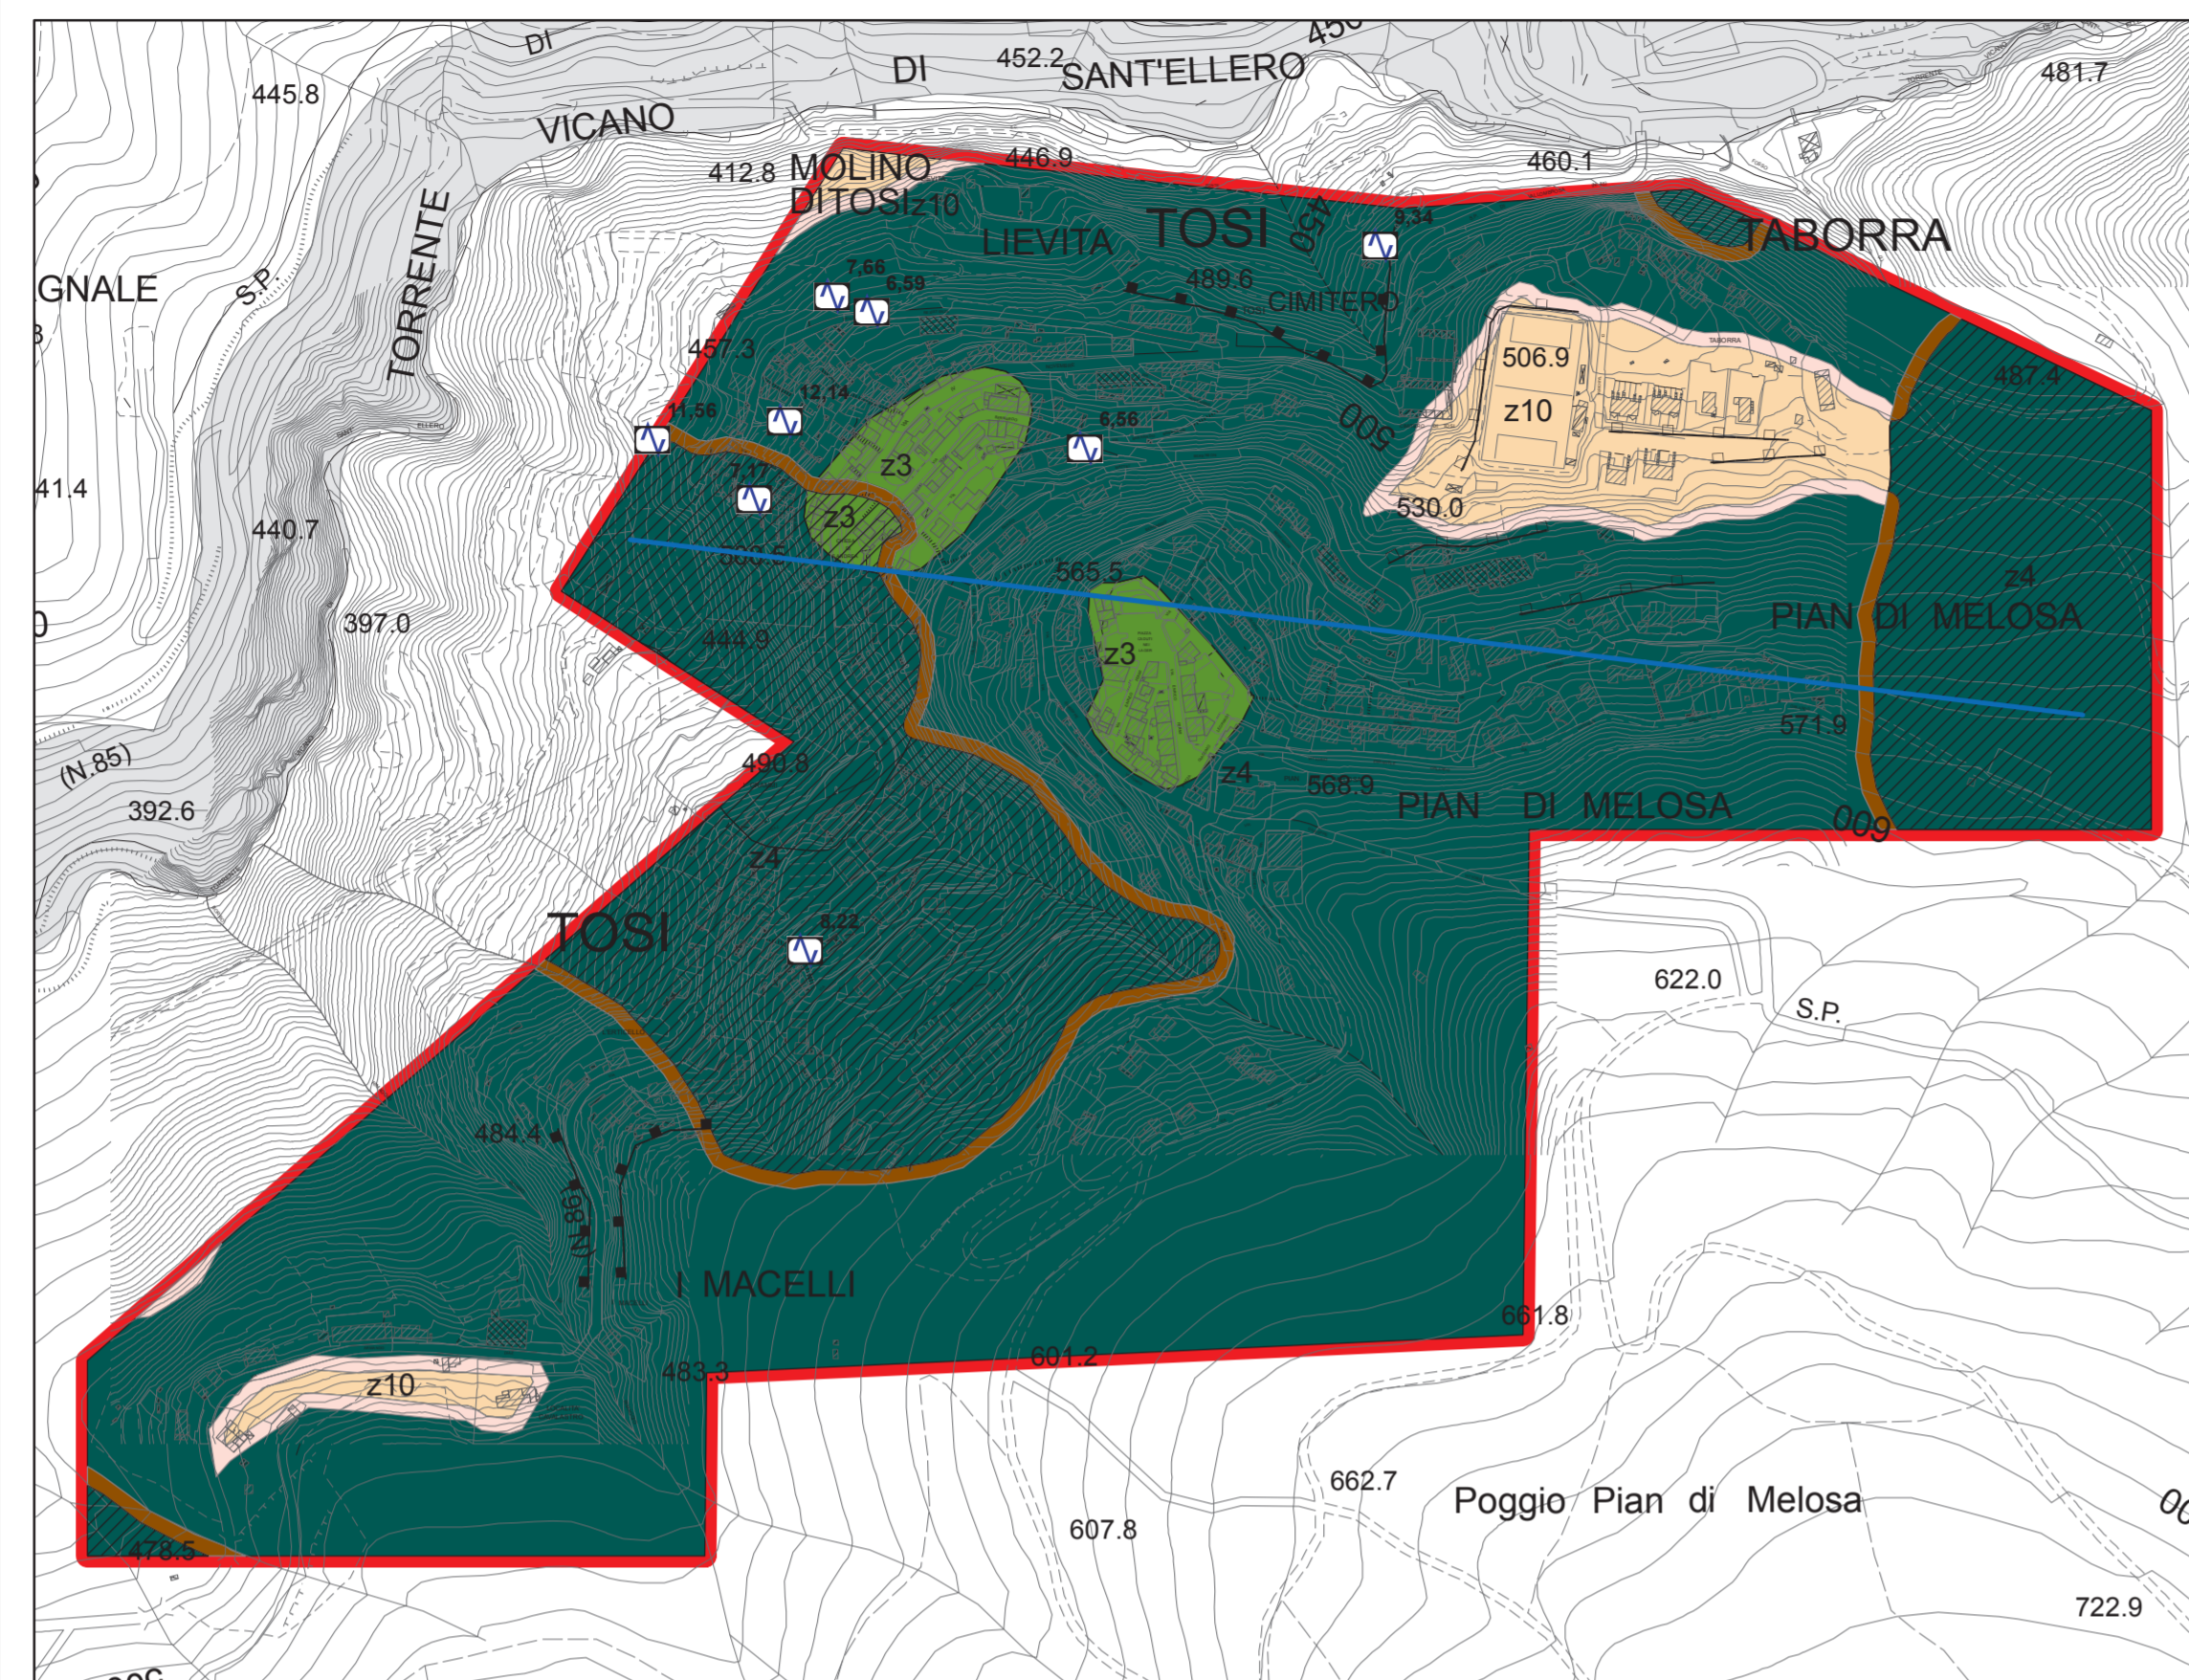 DI
DI
452.2
SANT'ELLERO
481.7
445.8
VICANO
412.8
MOLINO
DI TOSI
z10
446.9
460.1
TORRENTE
S.P.
LIEVITA
TOSI
450
9,34
TABORRA
GNALE
7,66
6,59
489.6
CIMITERO
457.3
506.9
z10
TABORRA
487.4
11,56
12,14
6,56
500
z3
7,17
z3
41.4
440.7
530.0
565.5
397.0
444.9
z3
z4
PIAN DI MELOSA
571.9
490.8
z4
568.9
PIAN DI MELOSA
600
(N.85)
392.6
z4
TOSI
8,22
622.0
S.P.
484.4
(N.86)
I MACELLI
661.8
601.2
483.3
z10
662.7
Poggio Pian di Melosa
607.8
478.5
722.9